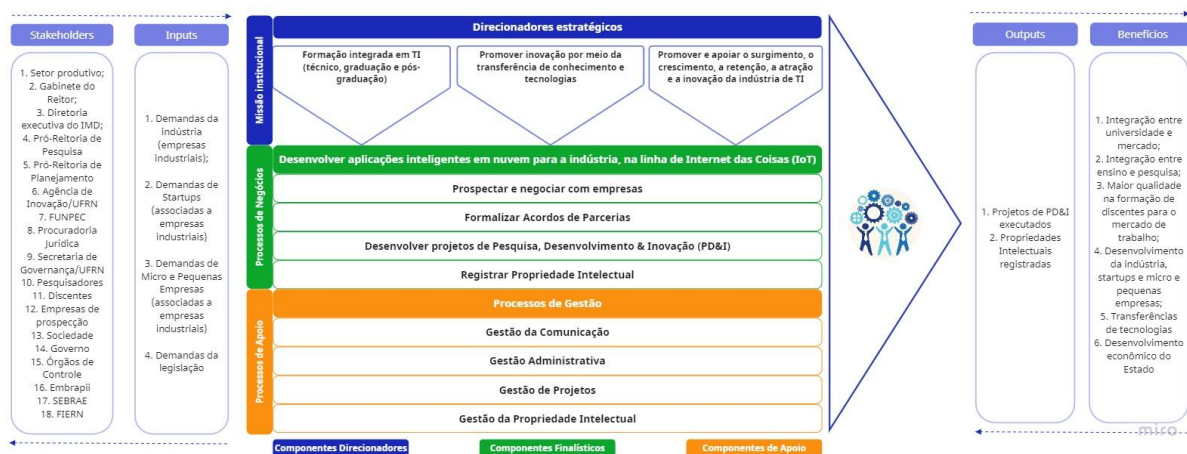 Stakeholders
1. Setor produtivo;
2. Gabinete do
Reitor;
3. Diretoria
executiva do IMD;
4. Pró-Reitoria de
Pesquisa
5. Pró-Reitoria de
Planejamento
6. Agência de
Inovação/UFRN
7. FUNPEC
8. Procuradoria
Jurídica
9. Secretaria de
Governança/UFRN
10. Pesquisadores
11. Discentes
12. Empresas de
prospecção
13. Sociedade
14. Governo
15. Órgãos de
Controle
16. Embrapii
17. SEBRAE
18. FIERN
Inputs
1. Demandas da
indústria
(empresas
industriais);
2. Demandas de
Startups
(associadas a
empresas
industriais)
3. Demandas de
Micro e Pequenas
Empresas
(associadas a
empresas
industriais)
4. Demandas da
legislação
Missão institucional
Direcionadores estratégicos
Formação integrada em TI
(técnico, graduação e pós-
graduação)
Promover inovação por meio da
transferência de conhecimento e
tecnologias
Promover e apoiar o surgimento, o
crescimento, a retenção, a atração
e a inovação da indústria de TI
Processos de Negócios
Desenvolver aplicações inteligentes em nuvem para a indústria, na linha de Internet das Coisas (IoT)
Prospectar e negociar com empresas
Formalizar Acordos de Parcerias
Desenvolver projetos de Pesquisa, Desenvolvimento & Inovação (PD&I)
Registrar Propriedade Intelectual
Processos de Apoio
Processos de Gestão
Gestão da Comunicação
Gestão Administrativa
Gestão de Projetos
Gestão da Propriedade Intelectual
Componentes Direcionadores
Componentes Finalísticos
Componentes de Apoio
Outputs
1. Projetos de PD&I
executados
2. Propriedades
Intelectuais
registradas
Benefícios
1. Integração entre
universidade e
mercado;
2. Integração entre
ensino e pesquisa;
3. Maior qualidade
na formação de
discentes para o
mercado de
trabalho;
4. Desenvolvimento
da indústria,
startups e micro e
pequenas
empresas;
5. Transferências
de tecnologias
6. Desenvolvimento
econômico do
Estado
miro